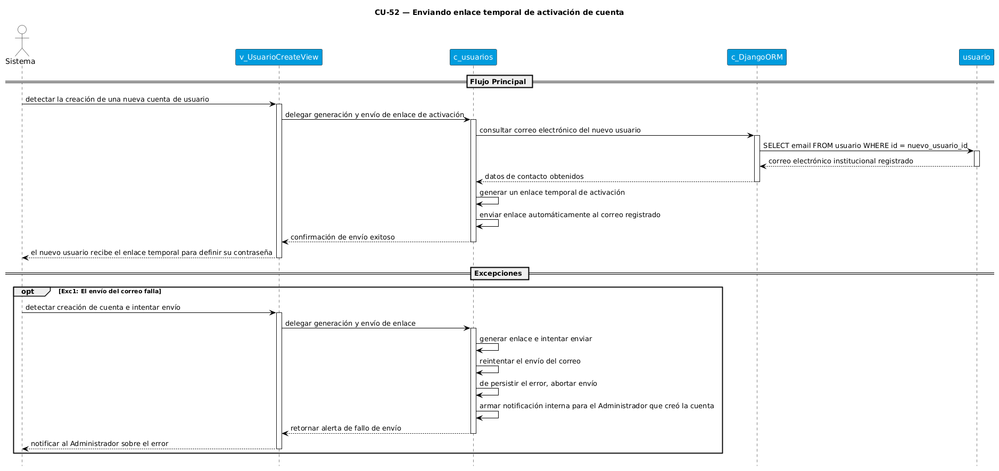 CU-52 — Enviando enlace temporal de activación de cuenta
Sistema
v_UsuarioCreateView
c_usuarios
c_DjangoORM
usuario
Flujo Principal
detectar la creación de una nueva cuenta de usuario
delegar generación y envío de enlace de activación
consultar correo electrónico del nuevo usuario
SELECT email FROM usuario WHERE id = nuevo_usuario_id
correo electrónico institucional registrado
datos de contacto obtenidos
generar un enlace temporal de activación
enviar enlace automáticamente al correo registrado
confirmación de envío exitoso
el nuevo usuario recibe el enlace temporal para definir su contraseña
Excepciones
opt [Exc1: El envío del correo falla]
detectar creación de cuenta e intentar envío
delegar generación y envío de enlace
generar enlace e intentar enviar
reintentar el envío del correo
de persistir el error, abortar envío
armar notificación interna para el Administrador que creó la cuenta
retornar alerta de fallo de envío
notificar al Administrador sobre el error